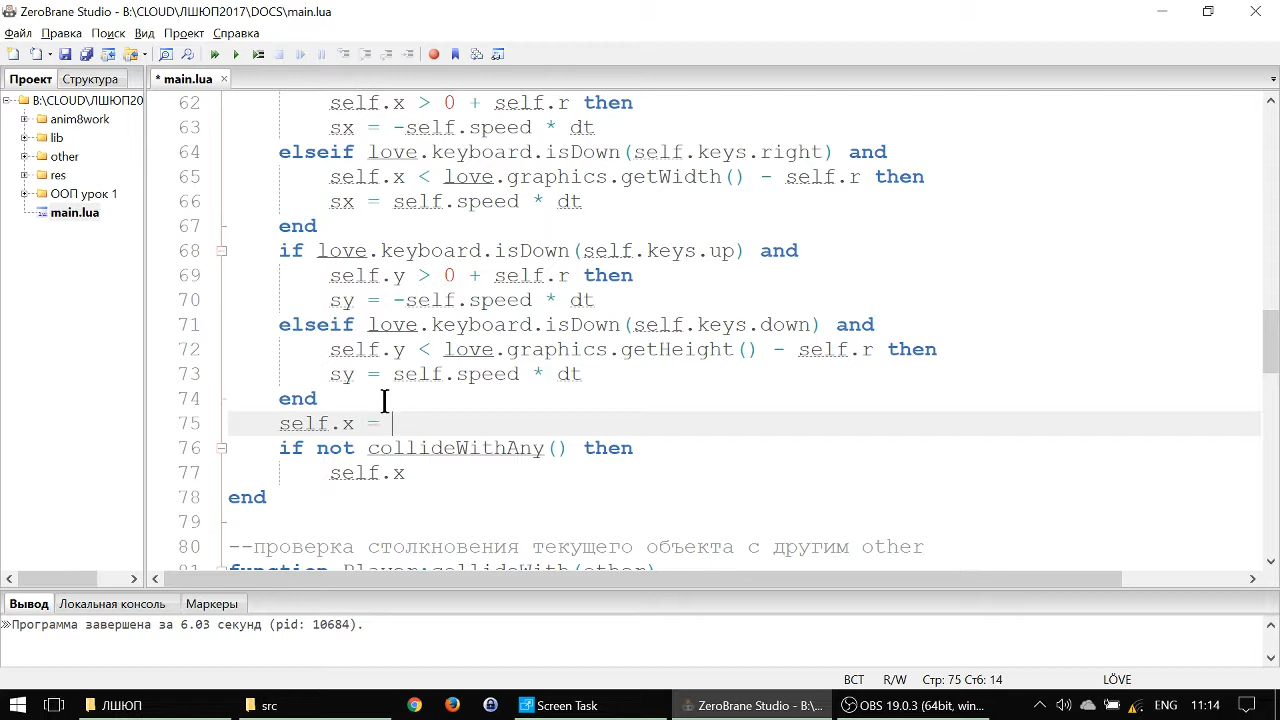 ZeroBrane Studio - B:\CLOUD\ЛШЮП2017\DOCS\main.lua
Файл Правка Поиск Вид Проект Справка
Проект Структура
* main.lua
B:\CLOUD\ЛШЮП20
anim8work
lib
other
res
ООП урок 1
main.lua
62 self.x > 0 + self.r then
63 sx = -self.speed * dt
64 elseif love.keyboard.isDown(self.keys.right) and
65 self.x < love.graphics.getWidth() - self.r then
66 sx = self.speed * dt
67 end
68 if love.keyboard.isDown(self.keys.up) and
69 self.y > 0 + self.r then
70 sy = -self.speed * dt
71 elseif love.keyboard.isDown(self.keys.down) and
72 self.y < love.graphics.getHeight() - self.r then
73 sy = self.speed * dt
74 end
75 self.x =
76 if not collideWithAny() then
77 self.x
78 end
79
80 --проверка столкновения текущего объекта с другим other
81 function Player:collideWith(other)
Вывод Локальная консоль Маркеры
Программа завершена за 6.03 секунд (pid: 10684).
ВСТ R/W Стр: 75 Стб: 14 LÖVE
ЛШЮП src Screen Task ZeroBrane Studio - B:\... OBS 19.0.3 (64bit, win... ENG 11:14